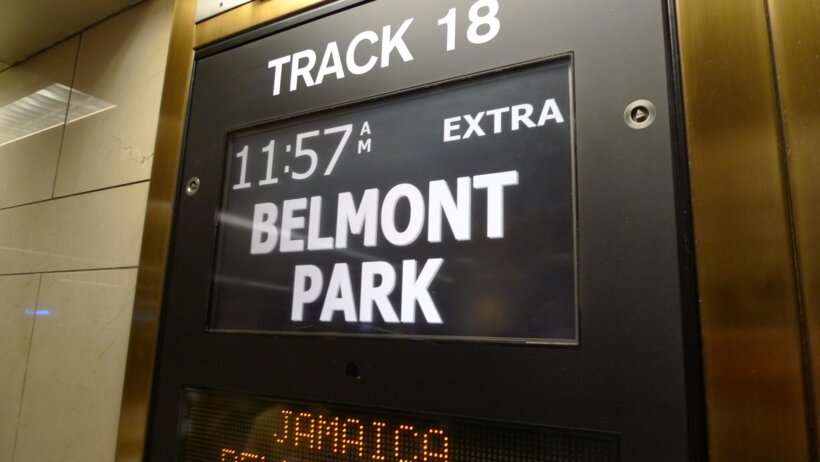 TRACK 18
11:57 AM EXTRA
BELMONT
PARK
JAMAICA